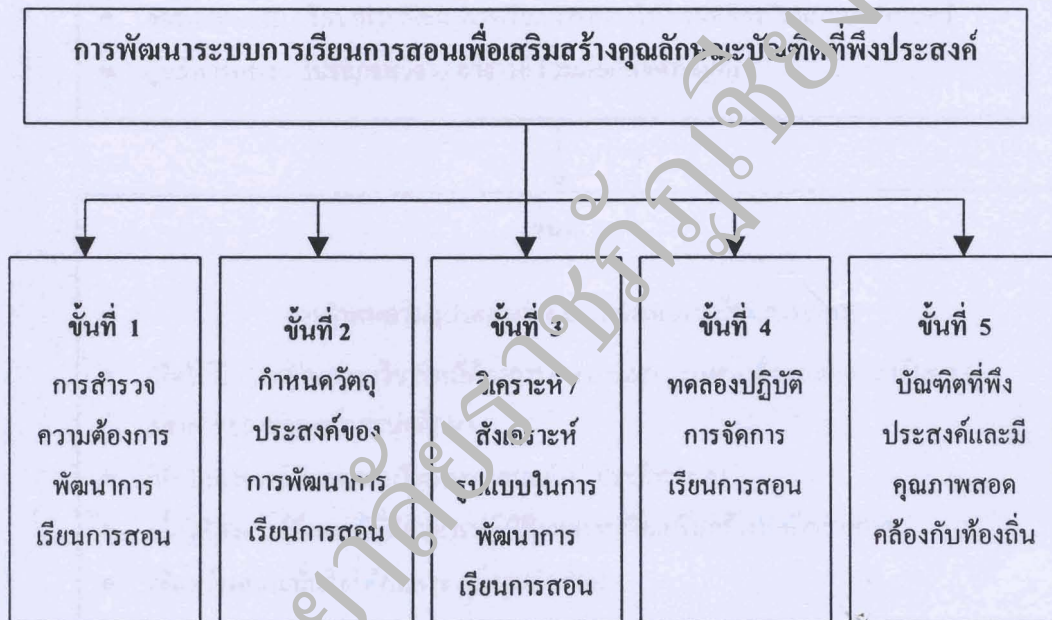 การพัฒนาระบบการเรียนการสอนเพื่อเสริมสร้างคุณลักษณะบัณฑิตที่พึงประสงค์
ขั้นที่ 1
การสำรวจ
ความต้องการ
พัฒนาการ
เรียนการสอน
ขั้นที่ 2
กำหนดวัตถุ
ประสงค์ของ
การพัฒนาการ
เรียนการสอน
ขั้นที่ 3
วิเคราะห์ /
สังเคราะห์
รูปแบบในการ
พัฒนาการ
เรียนการสอน
ขั้นที่ 4
ทดลองปฏิบัติ
การจัดการ
เรียนการสอน
ขั้นที่ 5
บัณฑิตที่พึง
ประสงค์และมี
คุณภาพสอด
คล้องกับท้องถิ่น